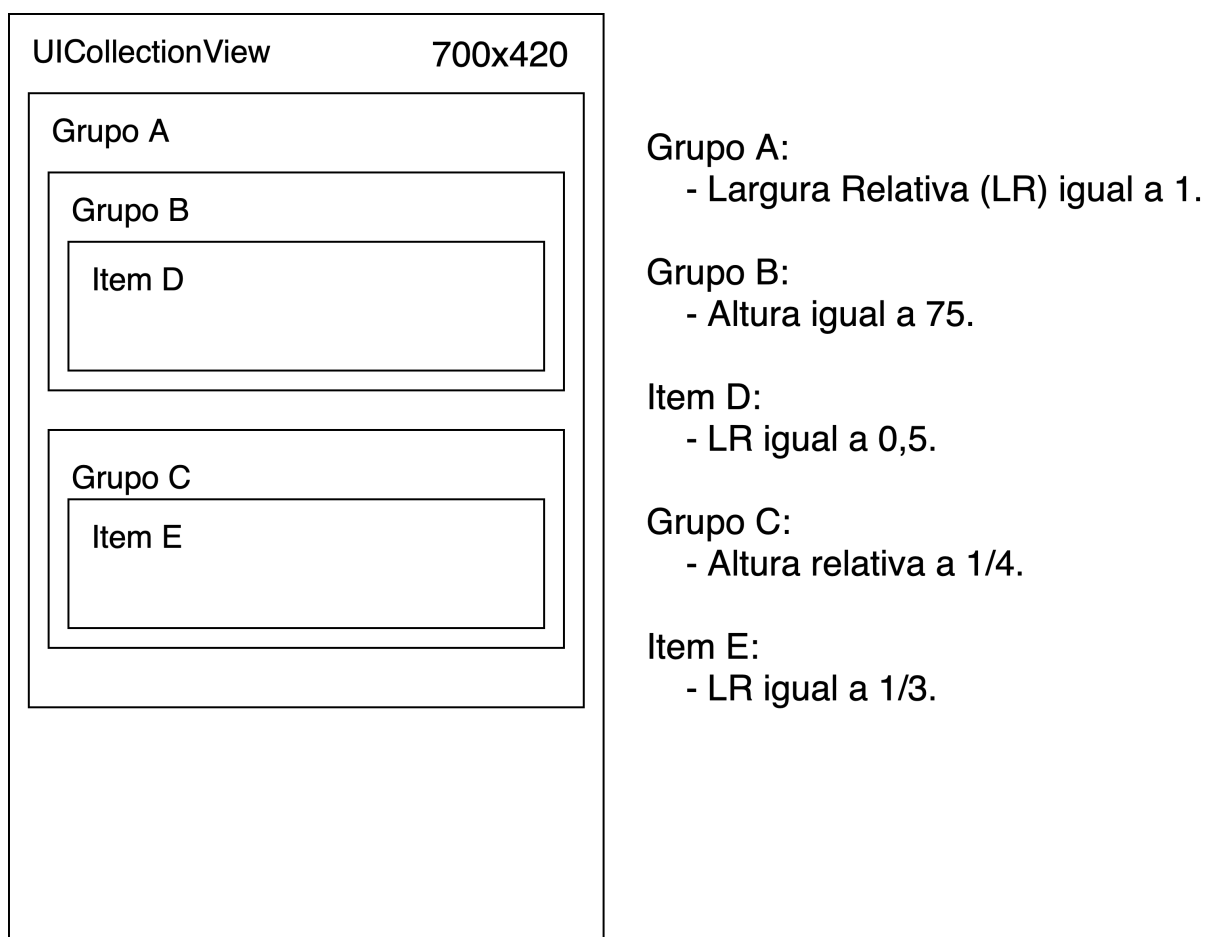 UICollectionView 700x420
Grupo A
Grupo B
Item D
Grupo C
Item E
Grupo A:
- Largura Relativa (LR) igual a 1.
Grupo B:
- Altura igual a 75.
Item D:
- LR igual a 0,5.
Grupo C:
- Altura relativa a 1/4.
Item E:
- LR igual a 1/3.